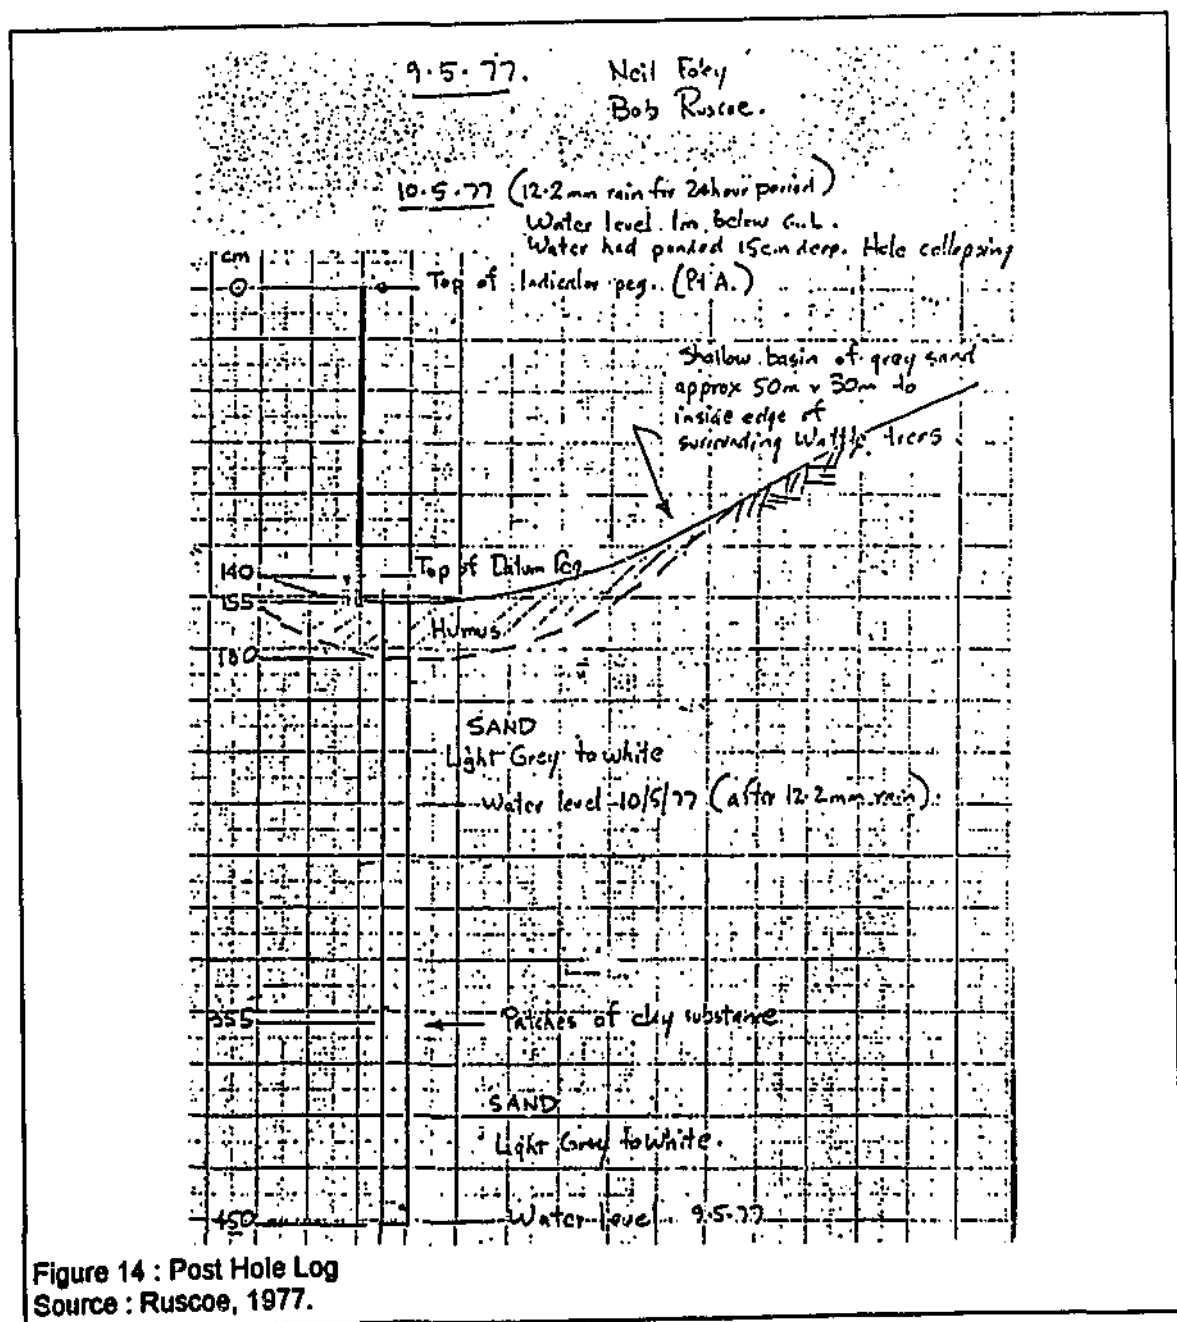 9.5.77. Neil Foley
Bob Ruscoe.
10.5.77 (12.2mm rain for 24hour period)
Water level 1m. below G.L.
Water had ponded 15cm deep. Hole collapsing
cm
0 Top of Indicator peg. (Pt A.)
Shallow basin of grey sand
approx 50m x 30m to
inside edge of
surrounding Wattle trees
140 Top of Datum Peg
155
Humus
180
SAND
Light Grey to white
Water level 10/5/77 (after 12.2mm rain).
355 Patches of clay substance
SAND
Light Grey to White.
450 Water level 9.5.77
Figure 14 : Post Hole Log
Source : Ruscoe, 1977.